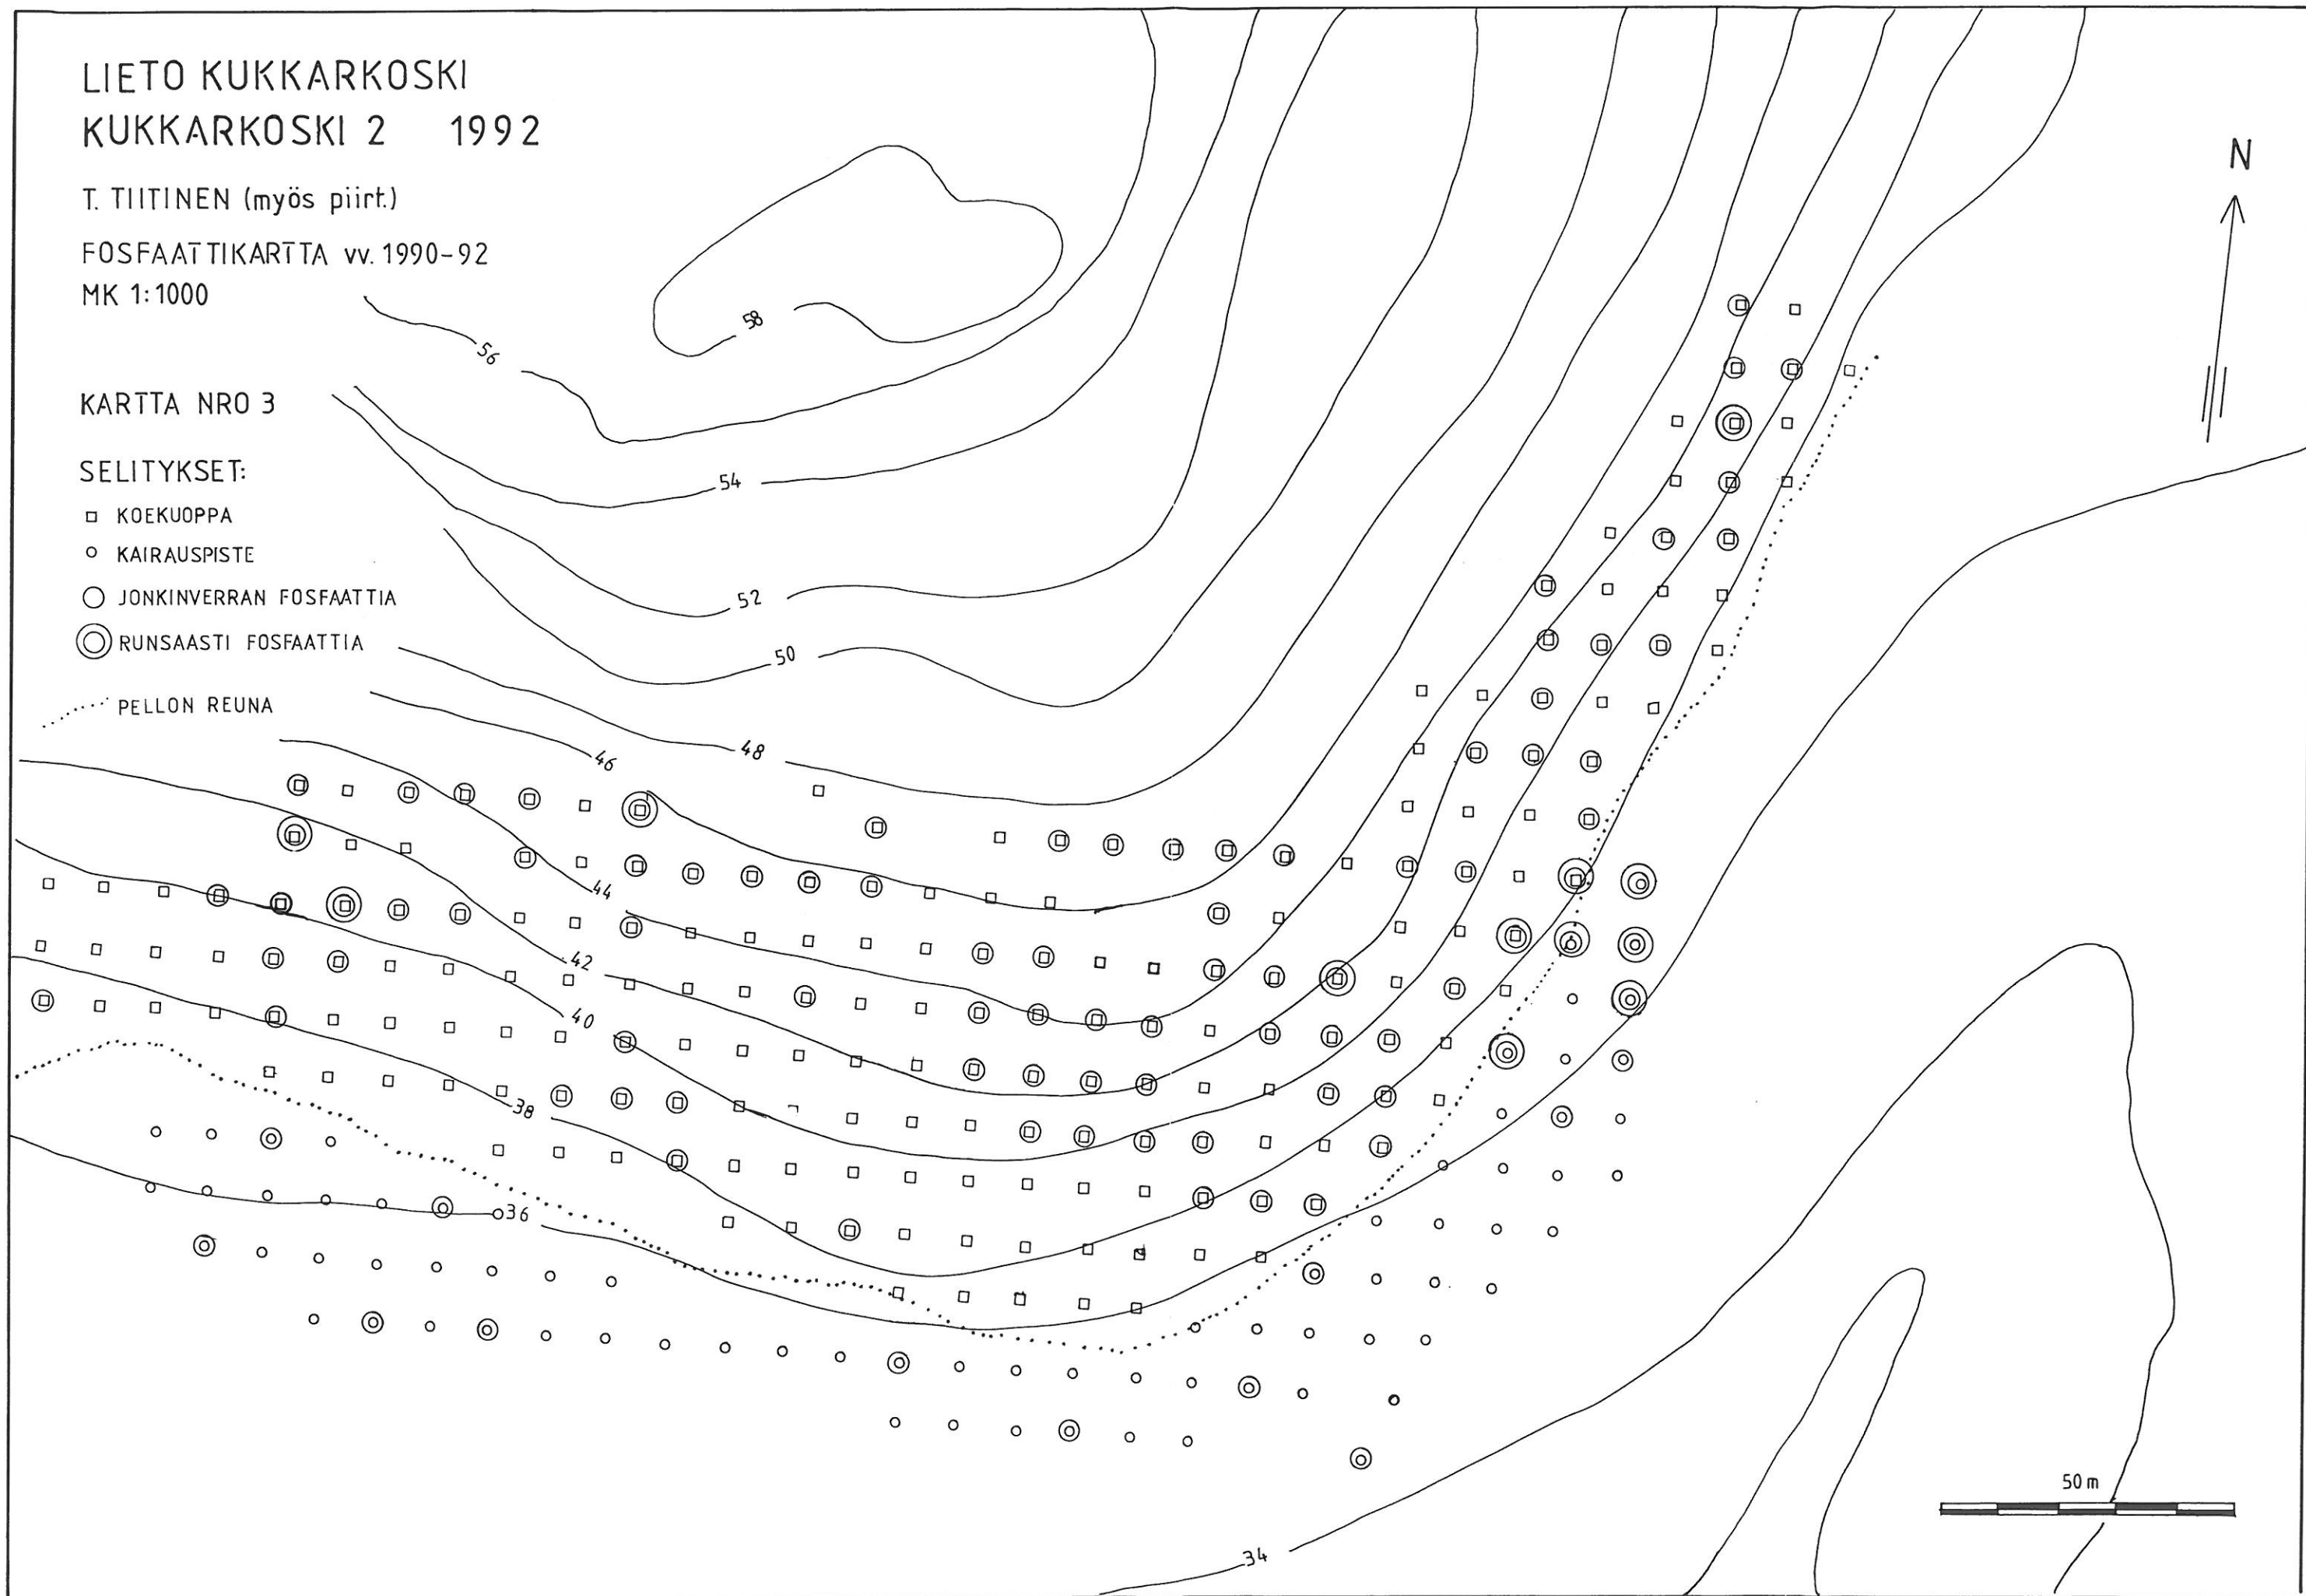 LIETO KUKKARKOSKI
KUKKARKOSKI 2 1992
T. TIITINEN (myös piirt.)
FOSFAATTIKARTTA vv. 1990-92
MK 1:1000
KARTTA NRO 3
SELITYKSET:
KOEKUOPPA
KAIRAUSPISTE
JONKINVERRAN FOSFAATTIA
RUNSAASTI FOSFAATTIA
PELLON REUNA
N
58
56
54
52
50
48
46
44
42
40
38
36
34
50 m